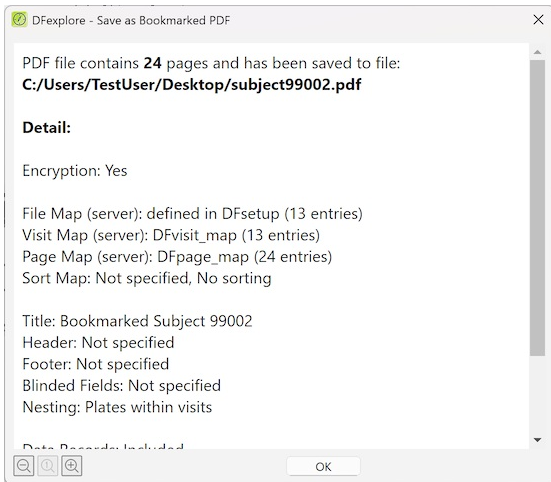 DFexplore - Save as Bookmarked PDF
PDF file contains 24 pages and has been saved to file:
C:/Users/TestUser/Desktop/subject99002.pdf
Detail:
Encryption: Yes
File Map (server): defined in DFsetup (13 entries)
Visit Map (server): DFvisit_map (13 entries)
Page Map (server): DFpage_map (24 entries)
Sort Map: Not specified, No sorting
Title: Bookmarked Subject 99002
Header: Not specified
Footer: Not specified
Blinded Fields: Not specified
Nesting: Plates within visits
Data Records: Included
OK